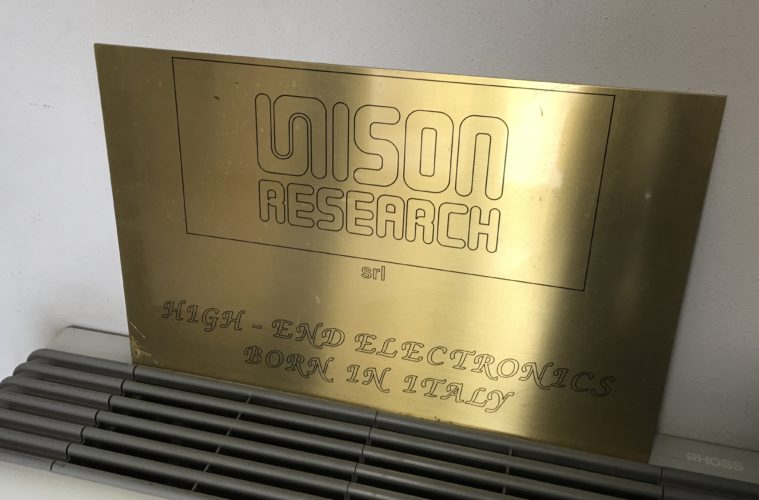 UNISON
RESEARCH
srl
HIGH - END ELECTRONICS
BORN IN ITALY
RHOSS